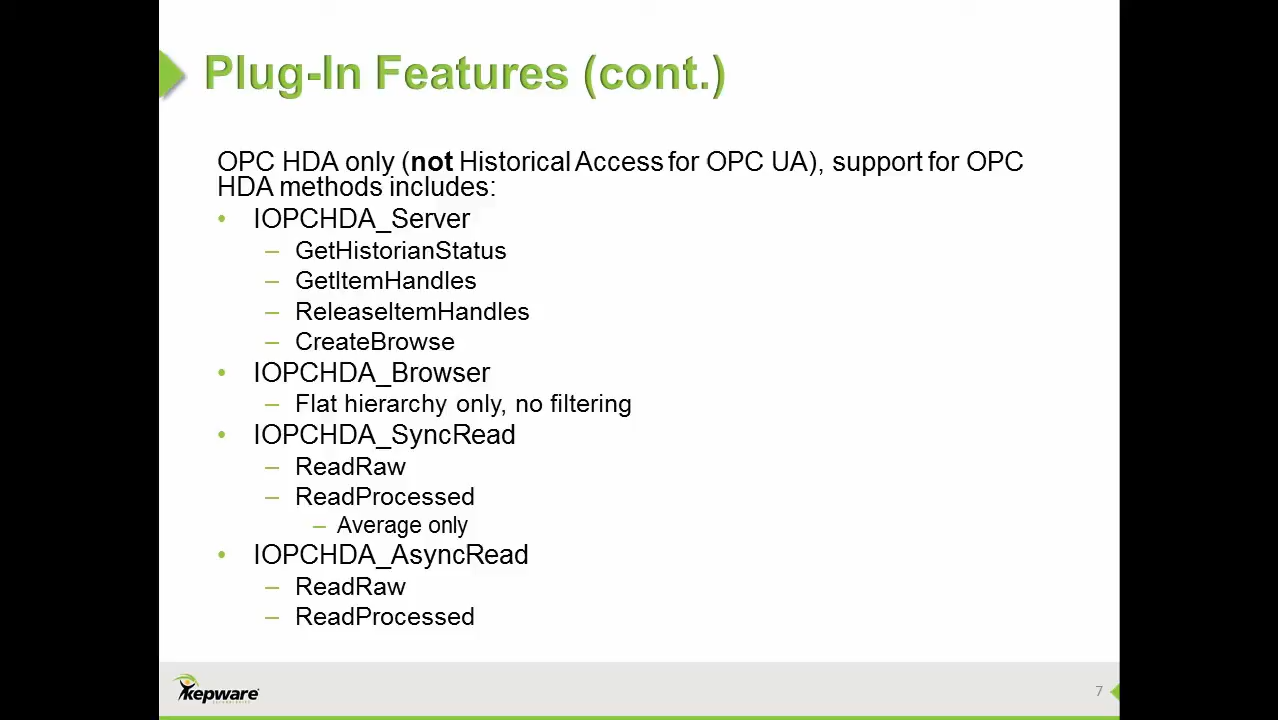 Plug-In Features (cont.)
OPC HDA only (not Historical Access for OPC UA), support for OPC
HDA methods includes:
• IOPCHDA_Server
– GetHistorianStatus
– GetItemHandles
– ReleaseItemHandles
– CreateBrowse
• IOPCHDA_Browser
– Flat hierarchy only, no filtering
• IOPCHDA_SyncRead
– ReadRaw
– ReadProcessed
– Average only
• IOPCHDA_AsyncRead
– ReadRaw
– ReadProcessed
kepware
7